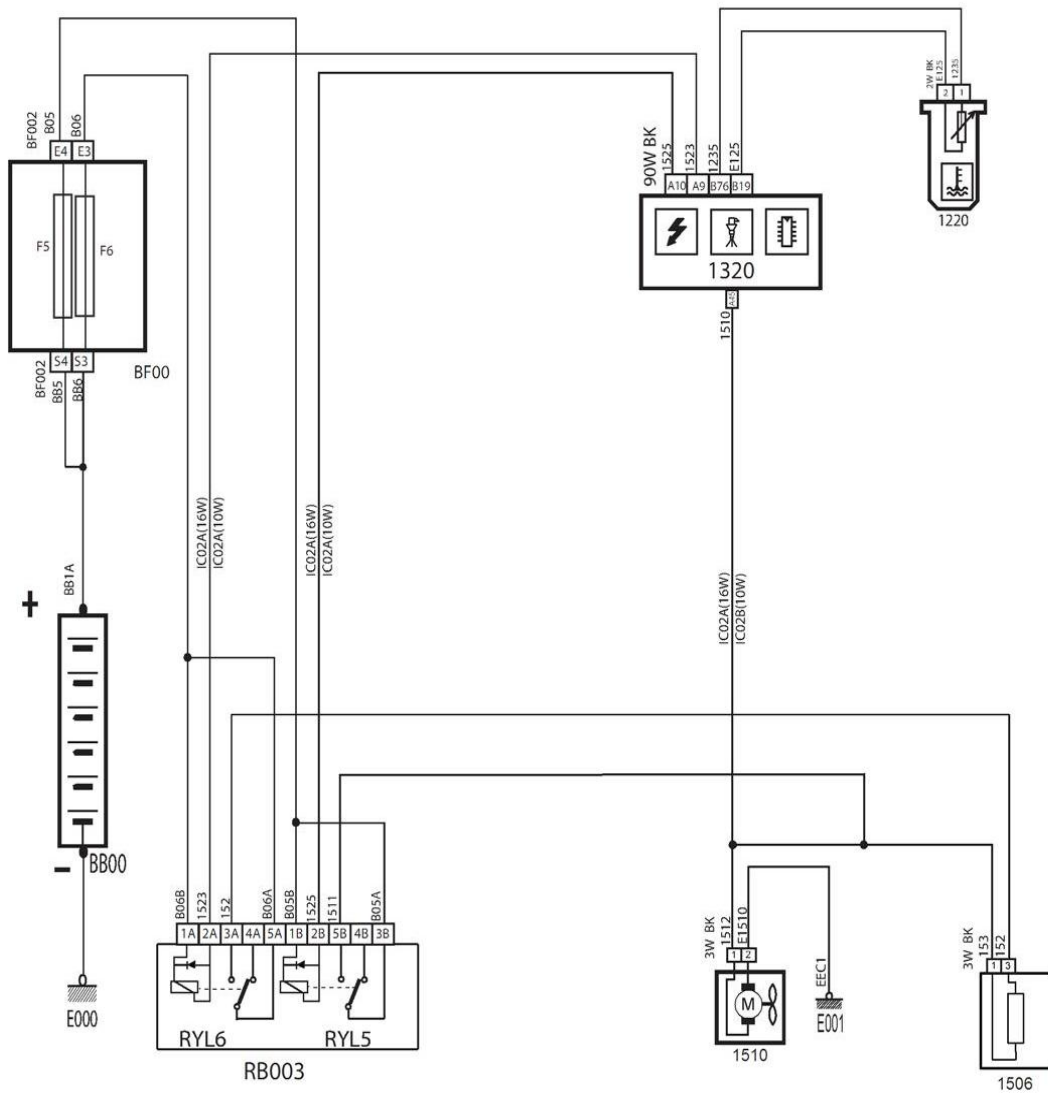 BF002
B05
B06
E4 E3
F5
F6
S4 S3
BF002
BB5
BB6
BF00
BB1A
+
-
BB00
E000
IC02A(16W)
IC02A(10W)
IC02A(16W)
IC02A(10W)
90W BK
1525
1523
1235
E125
A10 A9 B76 B19
1320
A45
1510
2W BK
E125
1235
2 1
1220
IC02A(16W)
IC02B(10W)
B06B
1523
152
B06A
B05B
1525
1511
B05A
1A 2A 3A 4A 5A 1B 2B 5B 4B 3B
RYL6 RYL5
RB003
3W BK
1512
E1510
1 2
M
1510
EEC1
E001
3W BK
153
152
1 3
1506